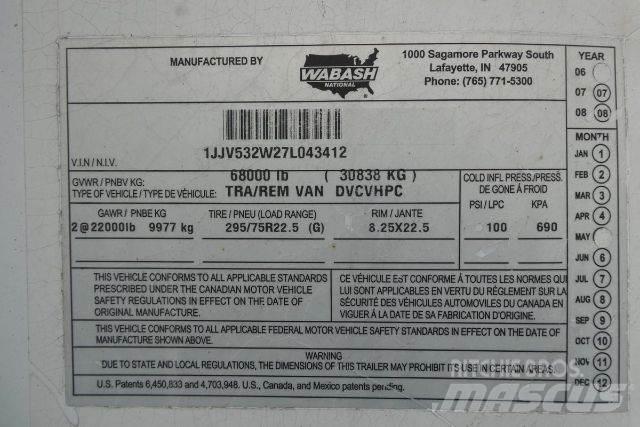 MANUFACTURED BY
WABASH
NATIONAL
1000 Sagamore Parkway South
Lafayette, IN 47905
Phone: (765) 771-5300
V.I.N / N.I.V.
1JJV532W27L043412
GVWR / PNBV KG: 68000 lb ( 30838 KG )
TYPE OF VEHICLE / TYPE DE VÉHICULE: TRA/REM VAN DVCVHPC
COLD INFL PRESS./PRESS.
DE GONE À FROID
PSI / LPC KPA
GAWR / PNBE KG TIRE / PNEU (LOAD RANGE) RIM / JANTE
2@22000lb 9977 kg 295/75R22.5 (G) 8.25X22.5 100 690
THIS VEHICLE CONFORMS TO ALL APPLICABLE STANDARDS
PRESCRIBED UNDER THE CANADIAN MOTOR VEHICLE
SAFETY REGULATIONS IN EFFECT ON THE DATE OF
ORIGINAL MANUFACTURE.
CE VÉHICULE EST CONFORME À TOUTES LES NORMES QUI
LUI SONT APPLICABLES EN VERTU DU RÉGLEMENT SUR LA
SÉCURITÉ DES VÉHICULES AUTOMOBILES DU CANADA EN
VIGUER À LA DATE DE SA FABRICATION D'ORIGIN.
THIS VEHICLE CONFORMS TO ALL APPLICABLE FEDERAL MOTOR VEHICLE SAFETY STANDARDS IN EFFECT ON THE DATE OF
MANUFACTURE SHOWN ABOVE.
WARNING
DUE TO STATE AND LOCAL REGULATIONS, THE DIMENSIONS OF THIS TRAILER MAY PROHIBIT ITS USE IN SOME AREAS.
U.S. Patents 6,450,833 and 4,703,948. U.S., Canada, and Mexico patents pending.
YEAR
06
07 07
08 08
MONTH
JAN 1
FEB 2
MAR 3
APR 4
MAY
JUN 6
JUL 7
AUG 8
SEP 9
OCT 10
NOV 11
DEC 12
RITCHIE BROS.
MASCUS